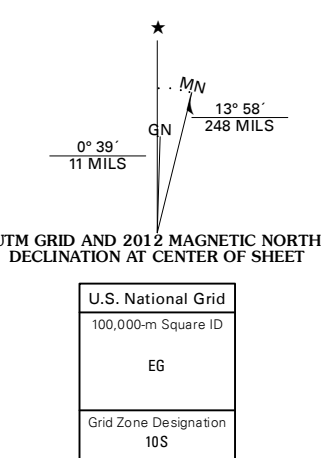 MN
GN
13° 58´
248 MILS
0° 39´
11 MILS
UTM GRID AND 2012 MAGNETIC NORTH
DECLINATION AT CENTER OF SHEET
U.S. National Grid
100,000-m Square ID
EG
Grid Zone Designation
10S